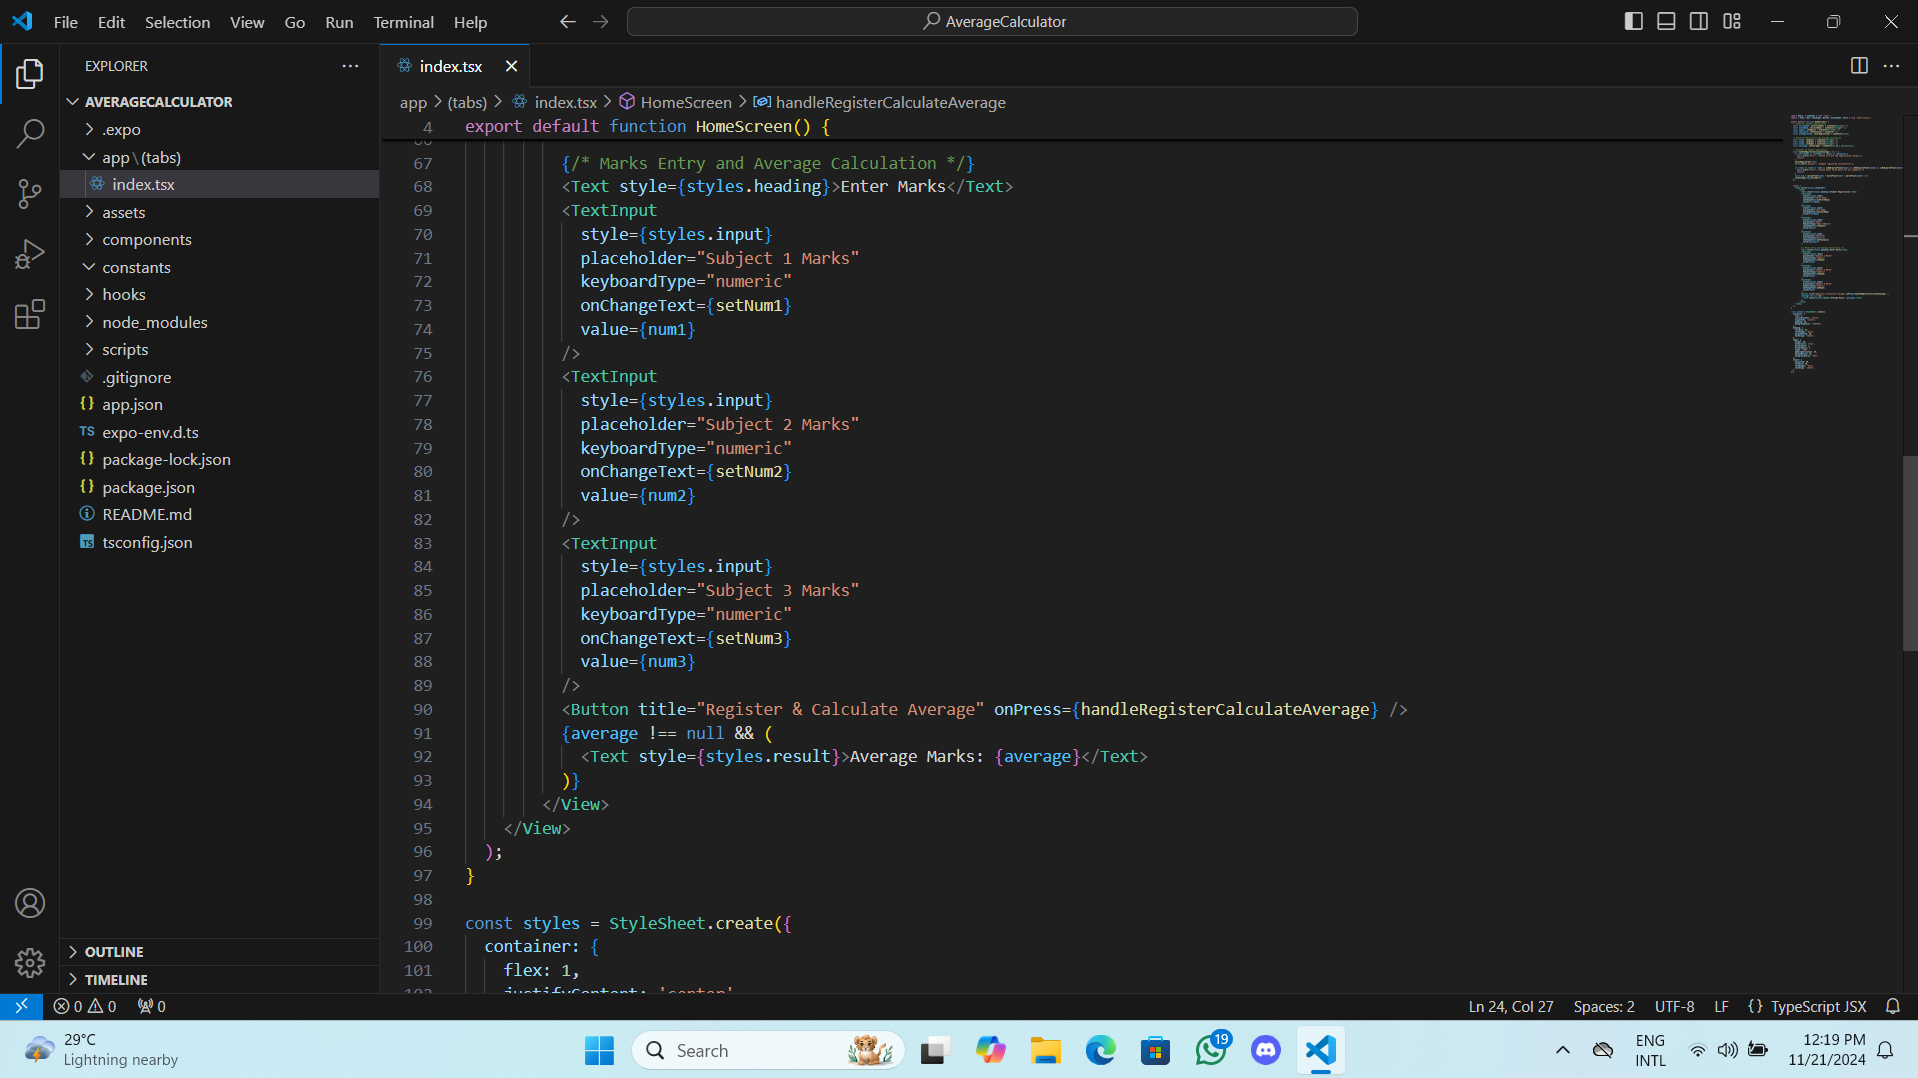 File Edit Selection View Go Run Terminal Help
AverageCalculator
EXPLORER
AVERAGECALCULATOR
.expo
app\(tabs)
index.tsx
assets
components
constants
hooks
node_modules
scripts
.gitignore
{} app.json
TS expo-env.d.ts
{} package-lock.json
{} package.json
README.md
TS tsconfig.json
OUTLINE
TIMELINE
index.tsx
app > (tabs) > index.tsx > HomeScreen > handleRegisterCalculateAverage
4 export default function HomeScreen() {
67 {/* Marks Entry and Average Calculation */}
68 <Text style={styles.heading}>Enter Marks</Text>
69 <TextInput
70 style={styles.input}
71 placeholder="Subject 1 Marks"
72 keyboardType="numeric"
73 onChangeText={setNum1}
74 value={num1}
75 />
76 <TextInput
77 style={styles.input}
78 placeholder="Subject 2 Marks"
79 keyboardType="numeric"
80 onChangeText={setNum2}
81 value={num2}
82 />
83 <TextInput
84 style={styles.input}
85 placeholder="Subject 3 Marks"
86 keyboardType="numeric"
87 onChangeText={setNum3}
88 value={num3}
89 />
90 <Button title="Register & Calculate Average" onPress={handleRegisterCalculateAverage} />
91 {average !== null && (
92 <Text style={styles.result}>Average Marks: {average}</Text>
93 )}
94 </View>
95 </View>
96 );
97 }
98
99 const styles = StyleSheet.create({
100 container: {
101 flex: 1,
102 justifyContent: 'center'
0 0 0
Ln 24, Col 27 Spaces: 2 UTF-8 LF {} TypeScript JSX
29°C
Lightning nearby
Search
19
ENG
INTL
12:19 PM
11/21/2024